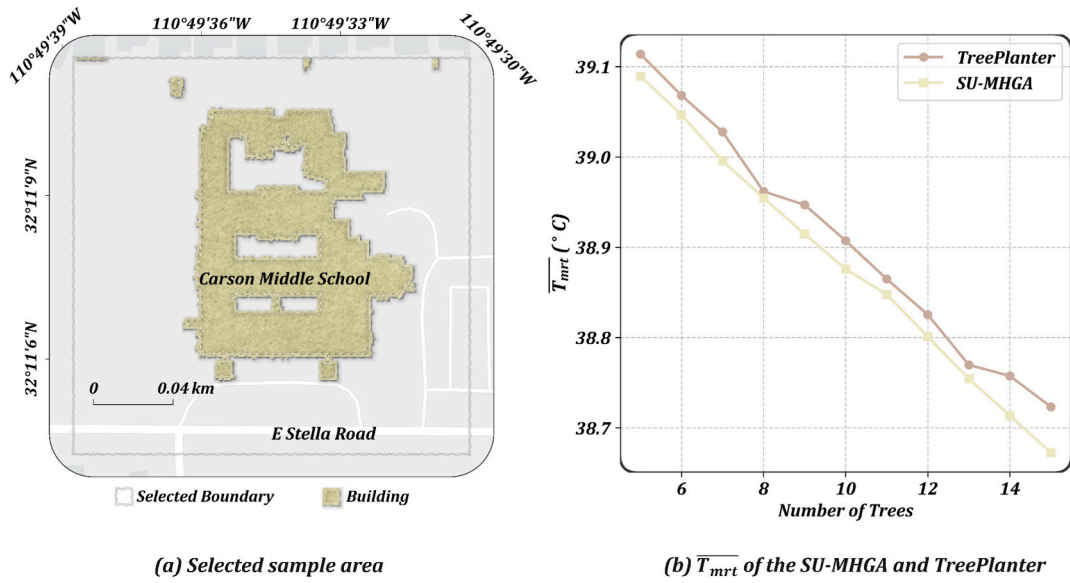 110°49'39"W
110°49'36"W
110°49'33"W
110°49'30"W
32°11'9"N
32°11'6"N
Carson Middle School
0 0.04 km
E Stella Road
Selected Boundary
Building
(a) Selected sample area
TreePlanter
SU-MHGA
39.1
39.0
38.9
38.8
38.7
T_mrt (°C)
6 8 10 12 14
Number of Trees
(b) T_mrt of the SU-MHGA and TreePlanter